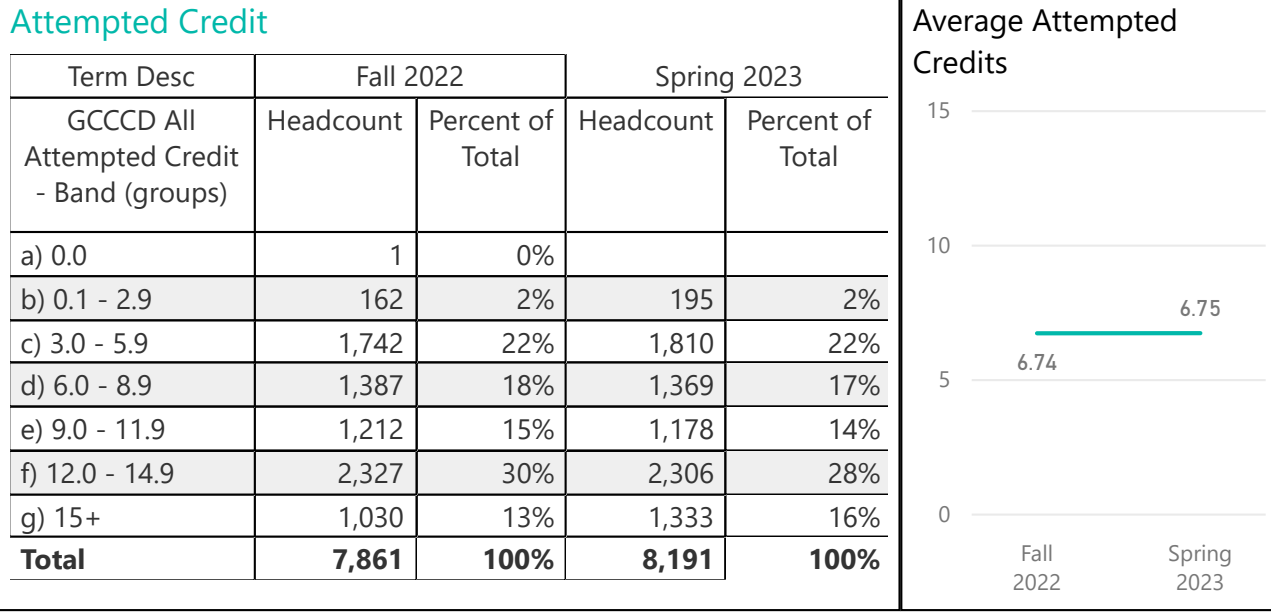 Attempted Credit
Term Desc Fall 2022 Spring 2023
GCCCD All Attempted Credit - Band (groups) Headcount Percent of Total Headcount Percent of Total
a) 0.0 1 0%
b) 0.1 - 2.9 162 2% 195 2%
c) 3.0 - 5.9 1,742 22% 1,810 22%
d) 6.0 - 8.9 1,387 18% 1,369 17%
e) 9.0 - 11.9 1,212 15% 1,178 14%
f) 12.0 - 14.9 2,327 30% 2,306 28%
g) 15+ 1,030 13% 1,333 16%
Total 7,861 100% 8,191 100%
Average Attempted
Credits
15
10
6.75
6.74
5
0
Fall Spring
2022 2023